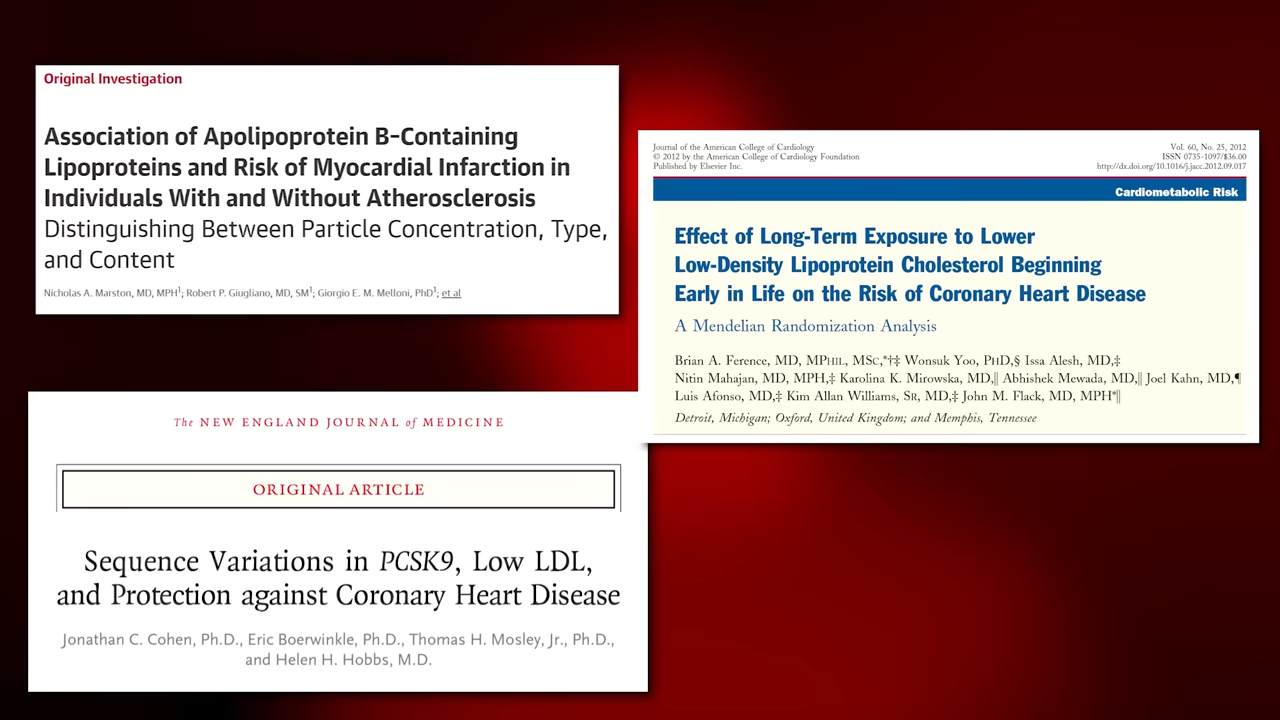 Original Investigation
Association of Apolipoprotein B-Containing
Lipoproteins and Risk of Myocardial Infarction in
Individuals With and Without Atherosclerosis
Distinguishing Between Particle Concentration, Type,
and Content
Nicholas A. Marston, MD, MPH¹; Robert P. Giugliano, MD, SM¹; Giorgio E. M. Melloni, PhD¹; et al
Journal of the American College of Cardiology
© 2012 by the American College of Cardiology Foundation
Published by Elsevier Inc.
Vol. 60, No. 25, 2012
ISSN 0735-1097/$36.00
http://dx.doi.org/10.1016/j.jacc.2012.09.017
Cardiometabolic Risk
Effect of Long-Term Exposure to Lower
Low-Density Lipoprotein Cholesterol Beginning
Early in Life on the Risk of Coronary Heart Disease
A Mendelian Randomization Analysis
Brian A. Ference, MD, MPHIL, MSC,*†‡ Wonsuk Yoo, PHD,§ Issa Alesh, MD,‡
Nitin Mahajan, MD, MPH,‡ Karolina K. Mirowska, MD,|| Abhishek Mewada, MD,|| Joel Kahn, MD,¶
Luis Afonso, MD,‡ Kim Allan Williams, SR, MD,‡ John M. Flack, MD, MPH*||
Detroit, Michigan; Oxford, United Kingdom; and Memphis, Tennessee
The NEW ENGLAND JOURNAL of MEDICINE
ORIGINAL ARTICLE
Sequence Variations in PCSK9, Low LDL,
and Protection against Coronary Heart Disease
Jonathan C. Cohen, Ph.D., Eric Boerwinkle, Ph.D., Thomas H. Mosley, Jr., Ph.D.,
and Helen H. Hobbs, M.D.